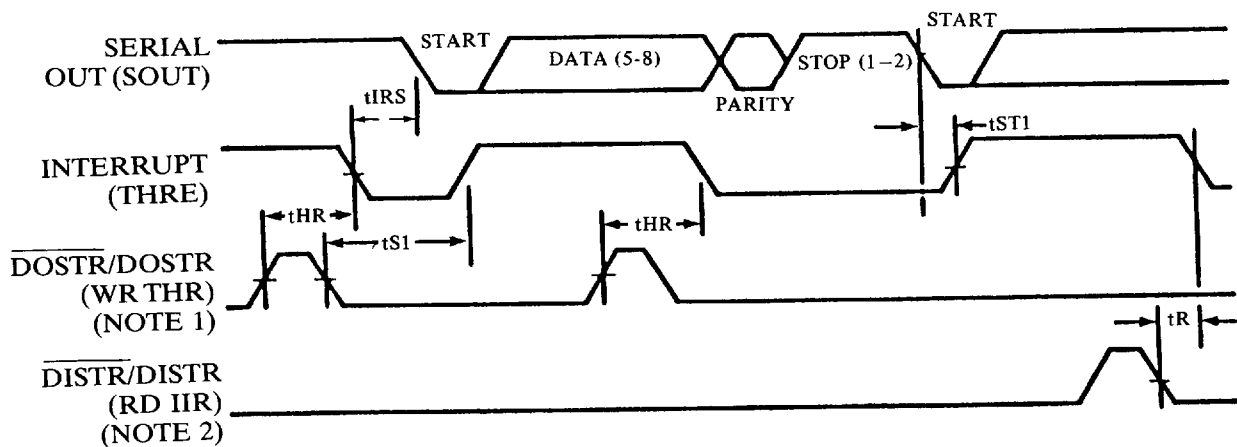 SERIAL
OUT (SOUT)
START
DATA (5-8)
PARITY
STOP (1–2)
START
tIRS
tST1
INTERRUPT
(THRE)
tHR
tS1
tHR
DOSTR/DOSTR
(WR THR)
(NOTE 1)
tR
DISTR/DISTR
(RD IIR)
(NOTE 2)